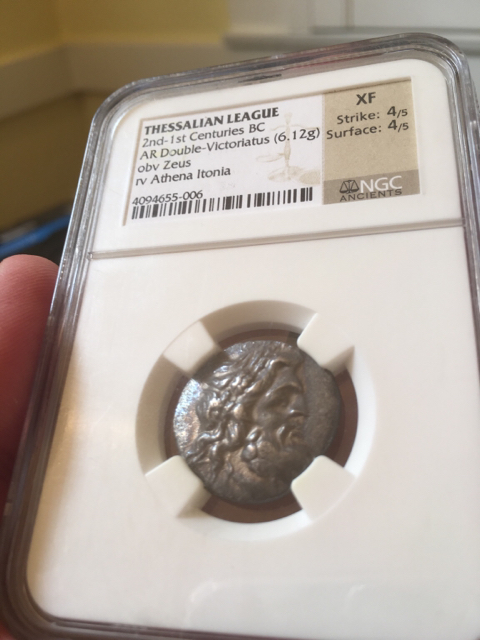 THESSALIAN LEAGUE
2nd-1st Centuries BC
AR Double-Victoriatus (6.12g)
obv Zeus
rv Athena Itonia
4094655-006
XF
Strike: 4/5
Surface: 4/5
NGC
ANCIENTS